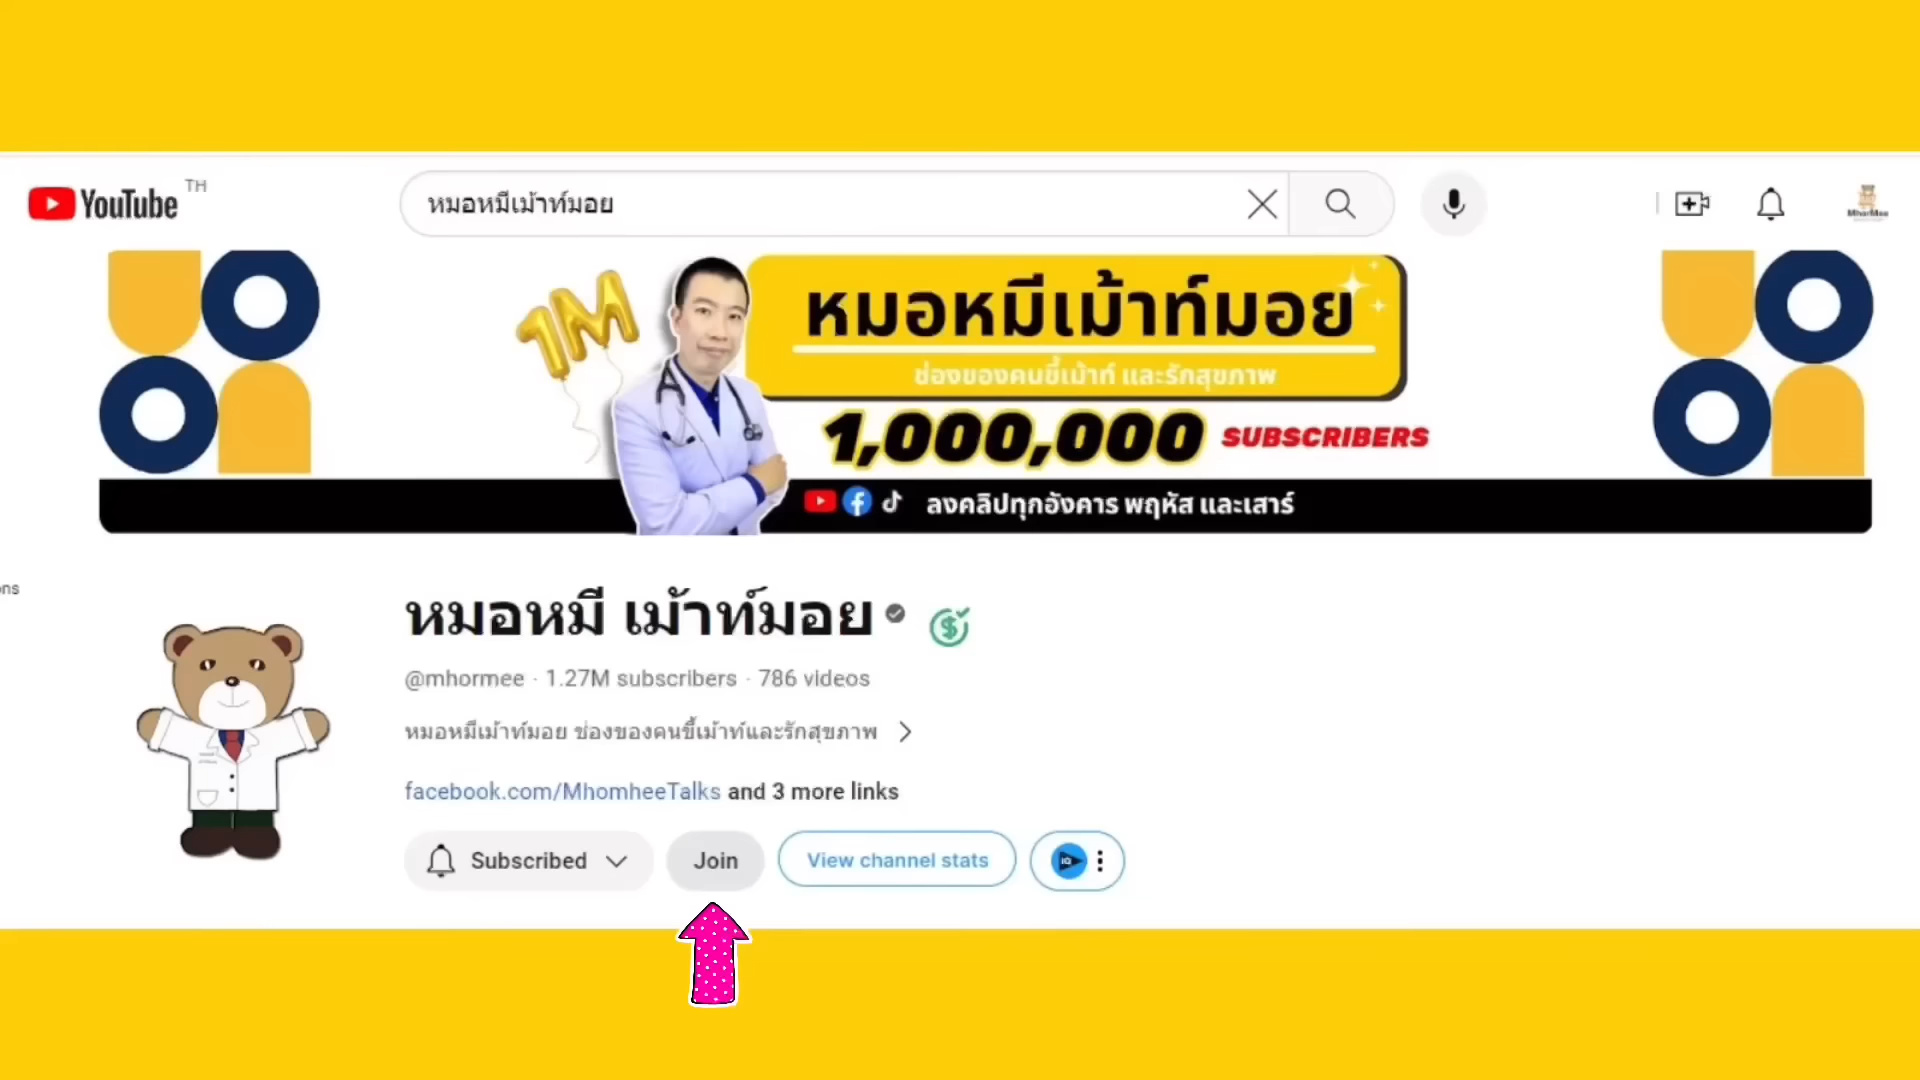 YouTube TH
หมอหมีเม้าท์มอย
MhorMee
1M
หมอหมีเม้าท์มอย
ช่องของคนขี้เม้าท์ และรักสุขภาพ
1,000,000 SUBSCRIBERS
ลงคลิปทุกอังคาร พฤหัส และเสาร์
ons
หมอหมี เม้าท์มอย
@mhormee · 1.27M subscribers · 786 videos
หมอหมีเม้าท์มอย ช่องของคนขี้เม้าท์และรักสุขภาพ
facebook.com/MhomheeTalks and 3 more links
Subscribed Join View channel stats IQ